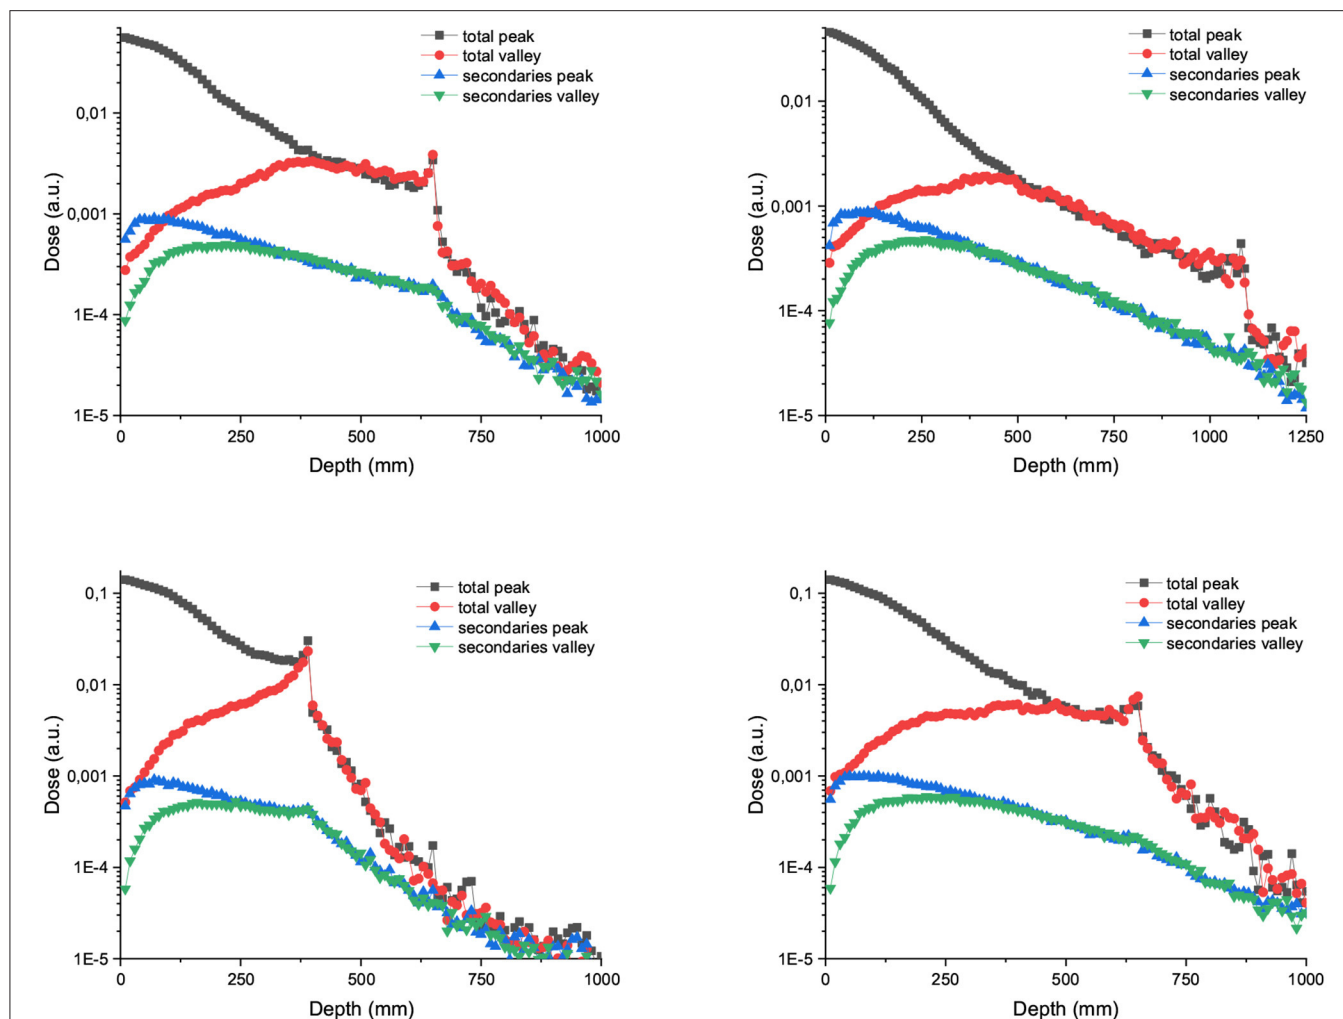 total peak
total valley
secondaries peak
secondaries valley
0,01
0,001
1E-4
1E-5
Dose (a.u.)
0 250 500 750 1000
Depth (mm)
total peak
total valley
secondaries peak
secondaries valley
0,01
0,001
1E-4
1E-5
Dose (a.u.)
0 250 500 750 1000 1250
Depth (mm)
total peak
total valley
secondaries peak
secondaries valley
0,1
0,01
0,001
1E-4
1E-5
Dose (a.u.)
0 250 500 750 1000
Depth (mm)
total peak
total valley
secondaries peak
secondaries valley
0,1
0,01
0,001
1E-4
1E-5
Dose (a.u.)
0 250 500 750 1000
Depth (mm)